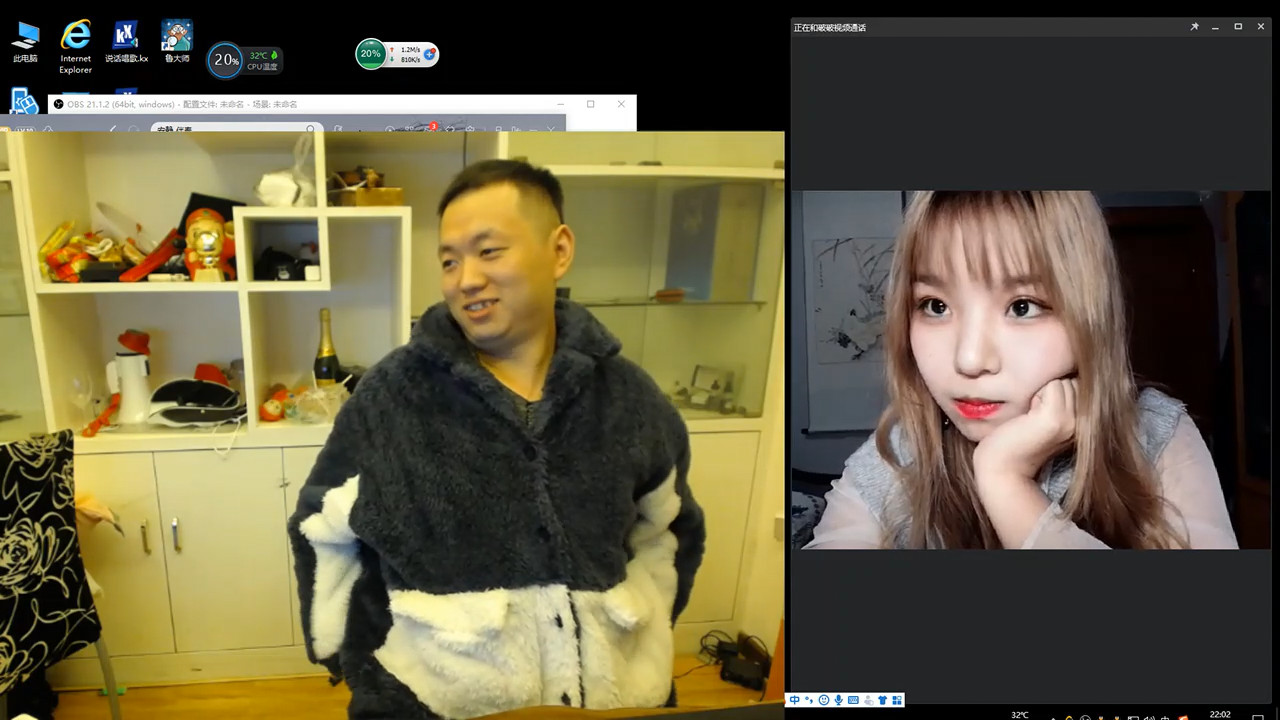 正在和破破视频通话
此电脑
Internet
Explorer
说话唱歌.kx
鲁大师
20%
32℃
CPU温度
20%
1.2M/s
810K/s
OBS 21.1.2 (64bit, windows) - 配置文件: 未命名 - 场景: 未命名
中
32℃
中
22:02